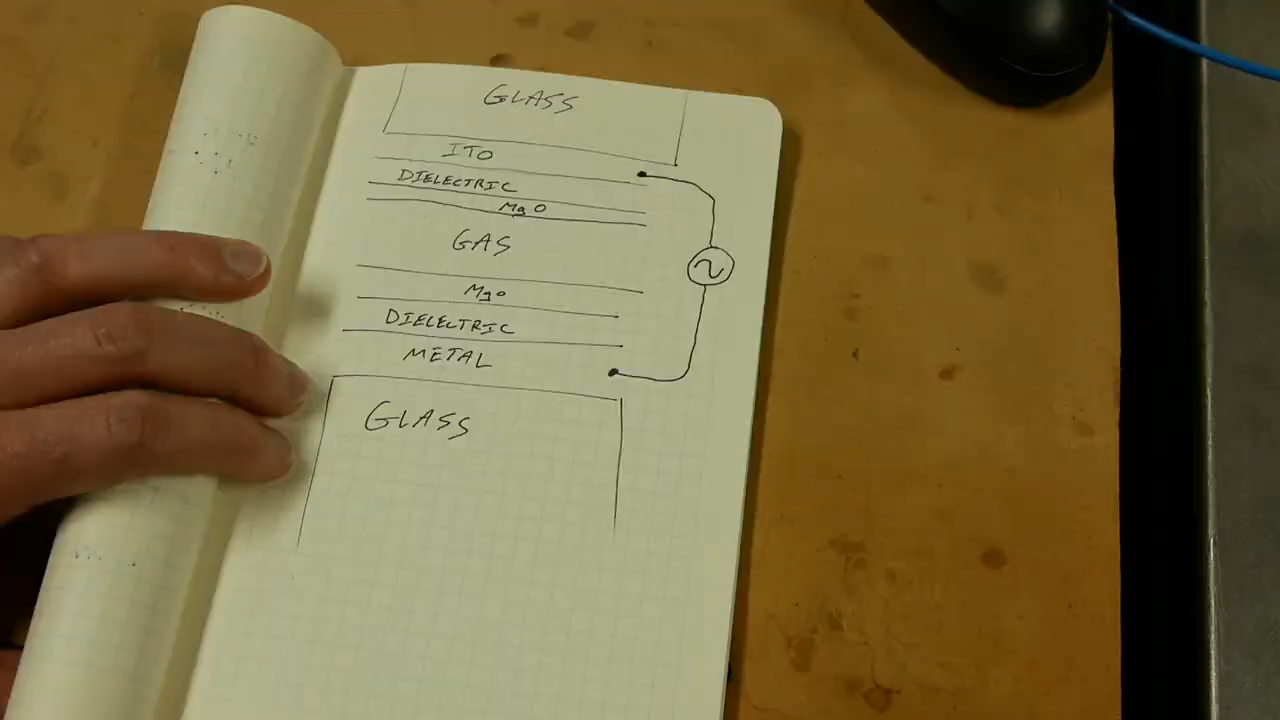 GLASS
ITO
DIELECTRIC
MgO
GAS
MgO
DIELECTRIC
METAL
GLASS